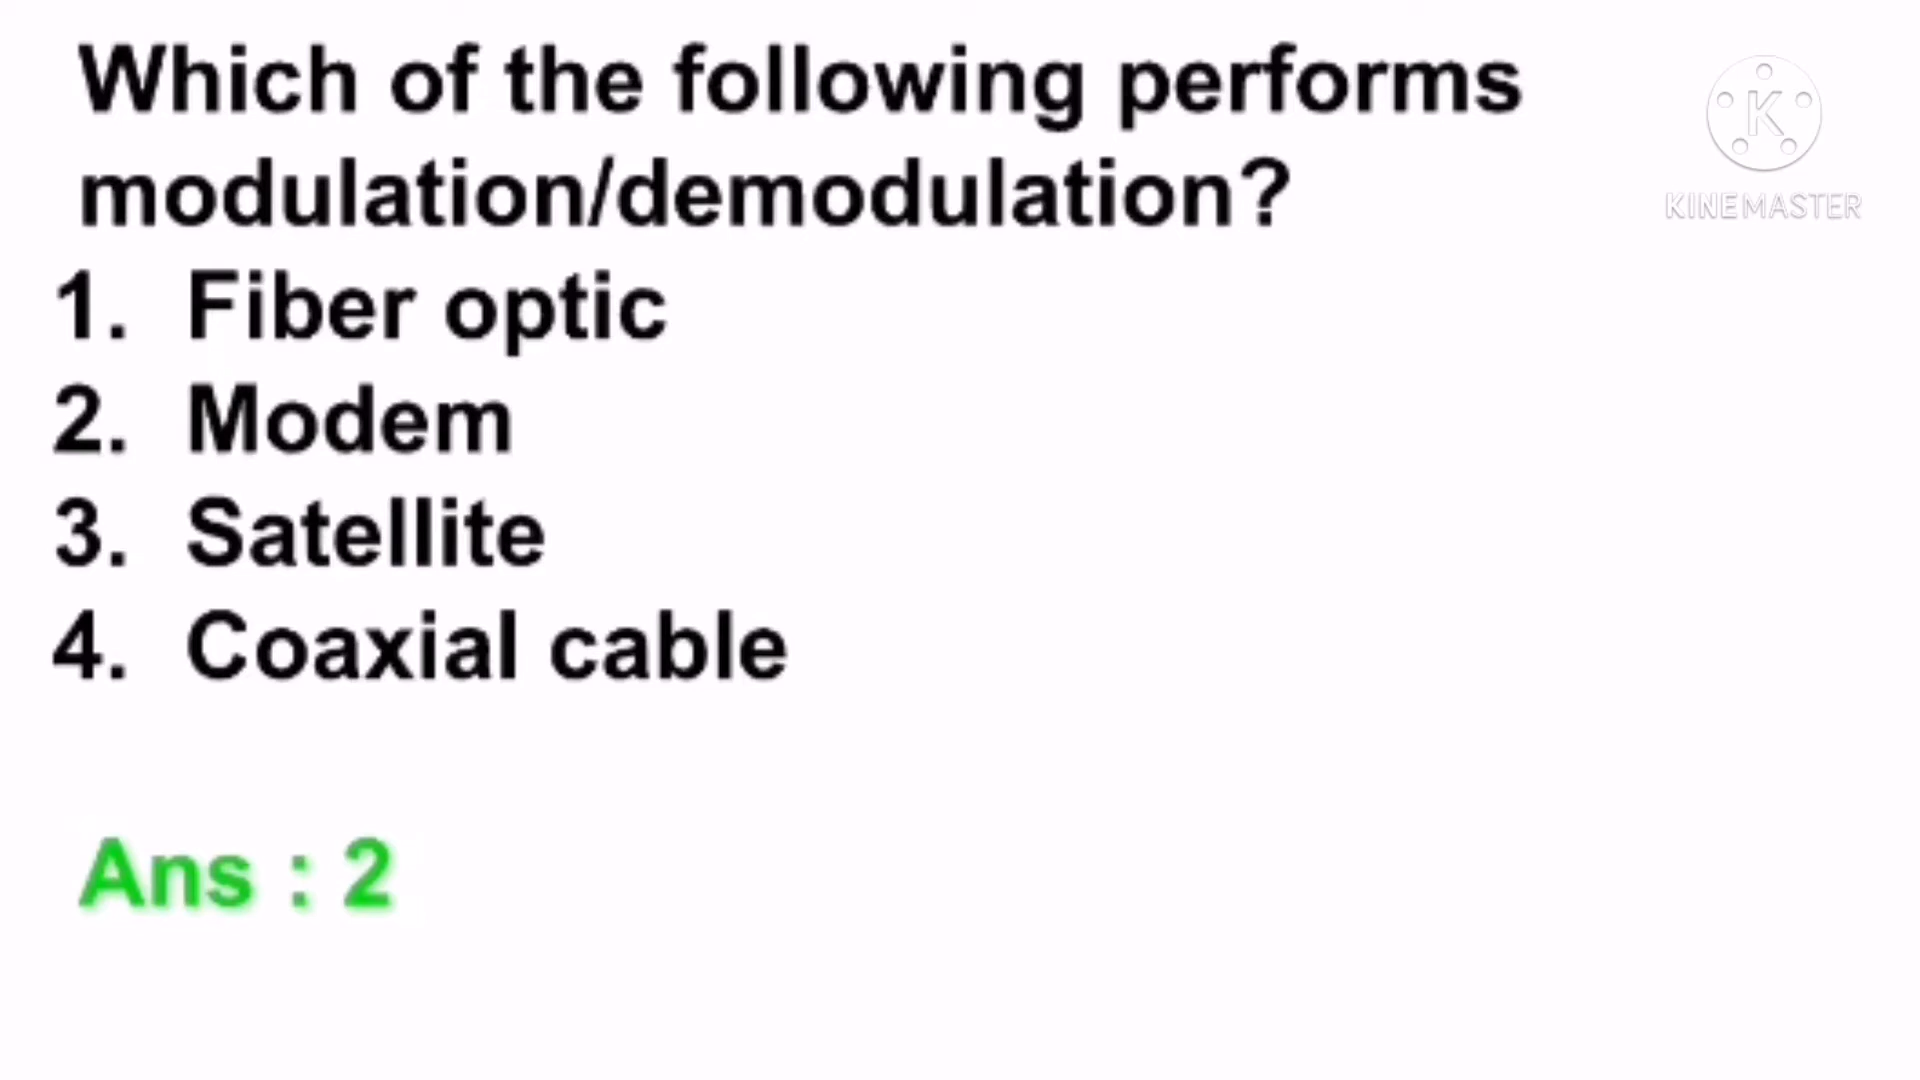 Which of the following performs
modulation/demodulation?
1. Fiber optic
2. Modem
3. Satellite
4. Coaxial cable
Ans : 2
K
KINEMASTER